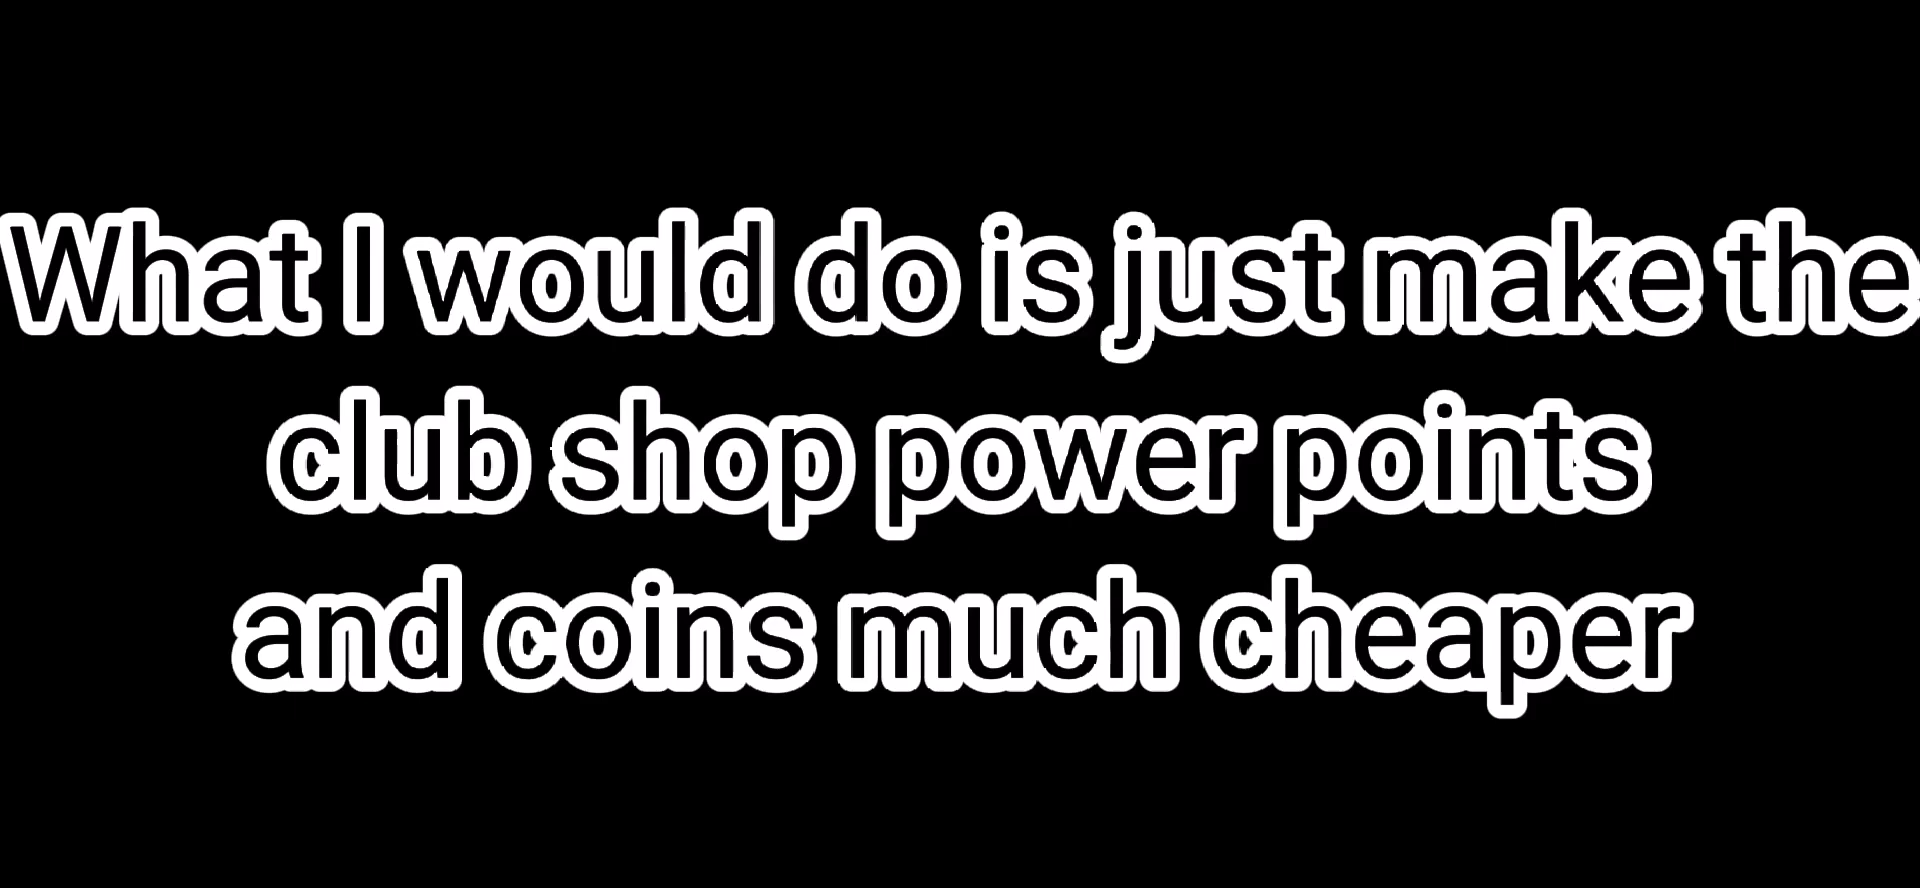 What I would do is just make the
club shop power points
and coins much cheaper